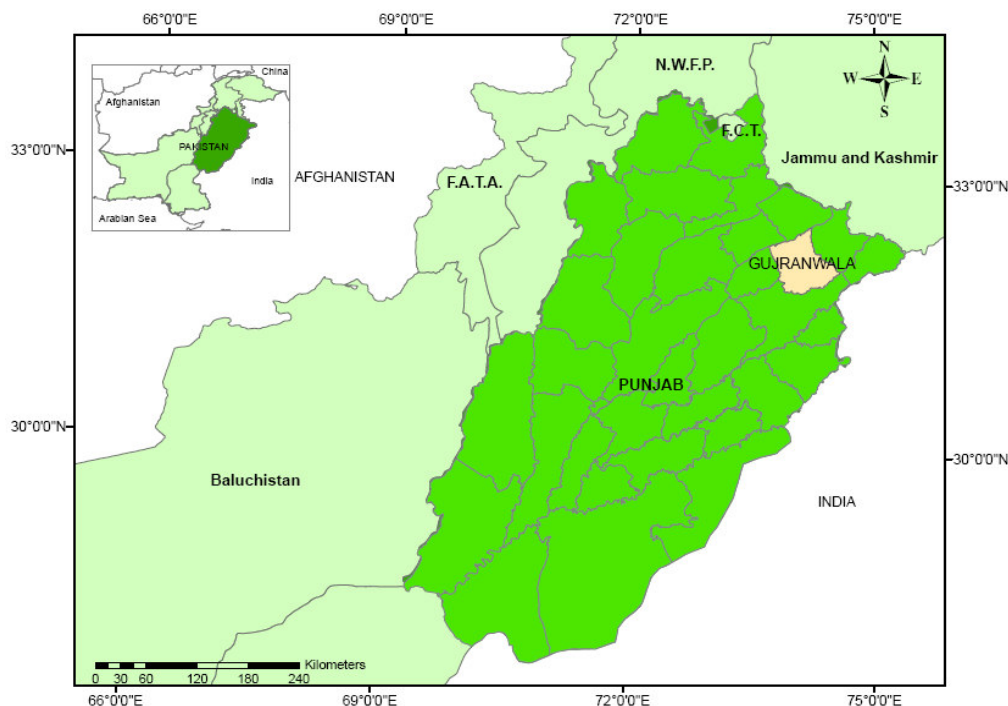 66°0'0"E 69°0'0"E 72°0'0"E 75°0'0"E
China
Afghanistan
PAKISTAN
India
Arabian Sea
N.W.F.P.
N
W E
S
F.C.T.
33°0'0"N
AFGHANISTAN
F.A.T.A.
Jammu and Kashmir
33°0'0"N
GUJRANWALA
PUNJAB
30°0'0"N
30°0'0"N
Baluchistan
INDIA
Kilometers
0 30 60 120 180 240
66°0'0"E 69°0'0"E 72°0'0"E 75°0'0"E